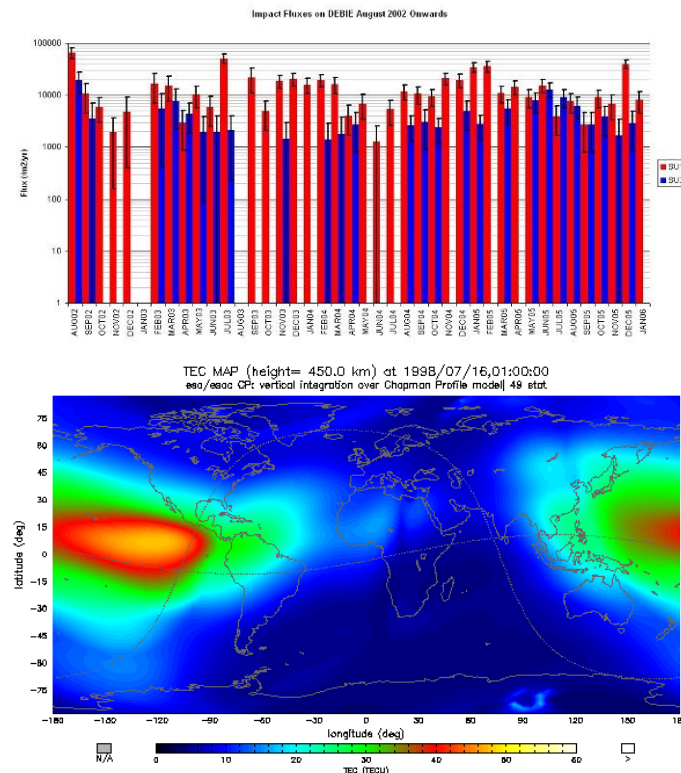 Impact Fluxes on DEBIE August 2002 Onwards
100000
10000
1000
100
10
1
Flux (/m2/yr)
AUG02
SEP02
OCT02
NOV02
DEC02
JAN03
FEB03
MAR03
APR03
MAY03
JUN03
JUL03
AUG03
SEP03
OCT03
NOV03
DEC03
JAN04
FEB04
MAR04
APR04
MAY04
JUN04
JUL04
AUG04
SEP04
OCT04
NOV04
DEC04
JAN05
FEB05
MAR05
APR05
MAY05
JUN05
JUL05
AUG05
SEP05
OCT05
NOV05
DEC05
JAN06
TEC MAP (height= 450.0 km) at 1998/07/16,01:00:00
esa/esoc CP: vertical integration over Chapman Profile model| 49 stat
75
60
45
30
15
0
-15
-30
-45
-60
-75
latitude (deg)
-180 -150 -120 -90 -60 -30 0 30 60 90 120 150 180
longitude (deg)
N/A 0 10 20 30 40 50 60 >
TEC (TECU)